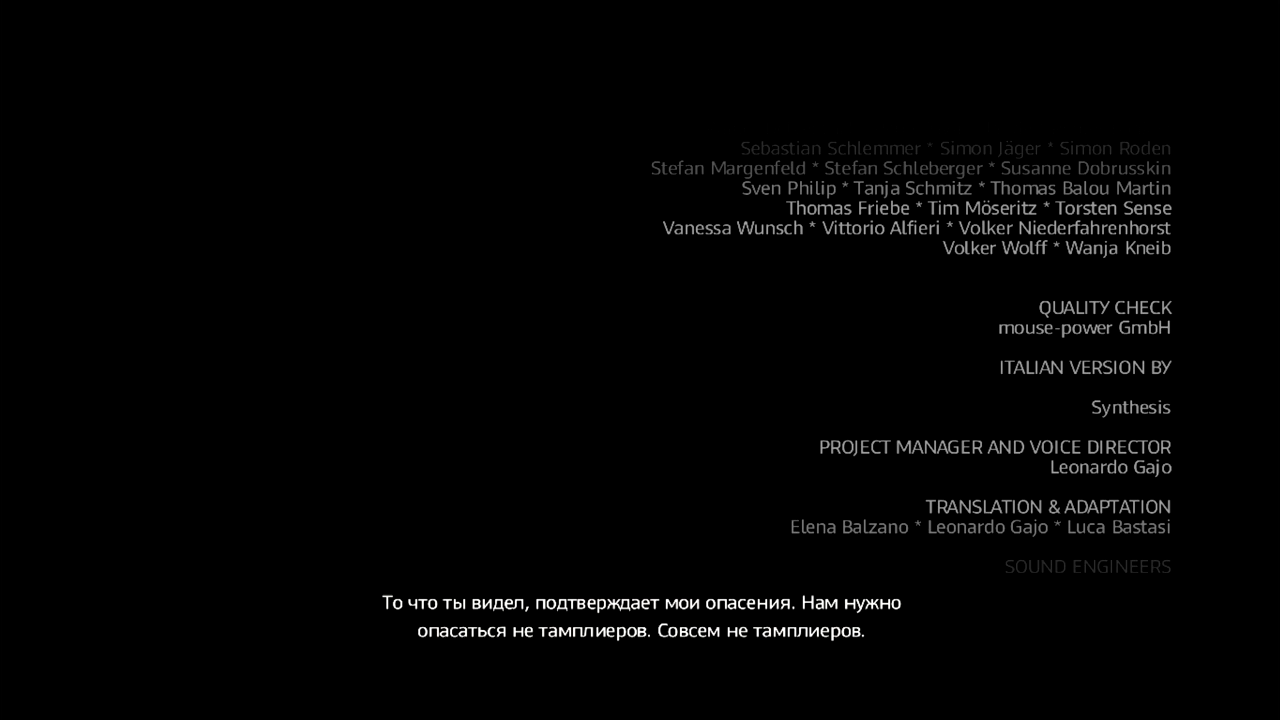 Sebastian Schlemmer * Simon Jäger * Simon Roden
Stefan Margenfeld * Stefan Schleberger * Susanne Dobrusskin
Sven Philip * Tanja Schmitz * Thomas Balou Martin
Thomas Friebe * Tim Möseritz * Torsten Sense
Vanessa Wunsch * Vittorio Alfieri * Volker Niederfahrenhorst
Volker Wolff * Wanja Kneib
QUALITY CHECK
mouse-power GmbH
ITALIAN VERSION BY
Synthesis
PROJECT MANAGER AND VOICE DIRECTOR
Leonardo Gajo
TRANSLATION & ADAPTATION
Elena Balzano * Leonardo Gajo * Luca Bastasi
SOUND ENGINEERS
То что ты видел, подтверждает мои опасения. Нам нужно
опасаться не тамплиеров. Совсем не тамплиеров.